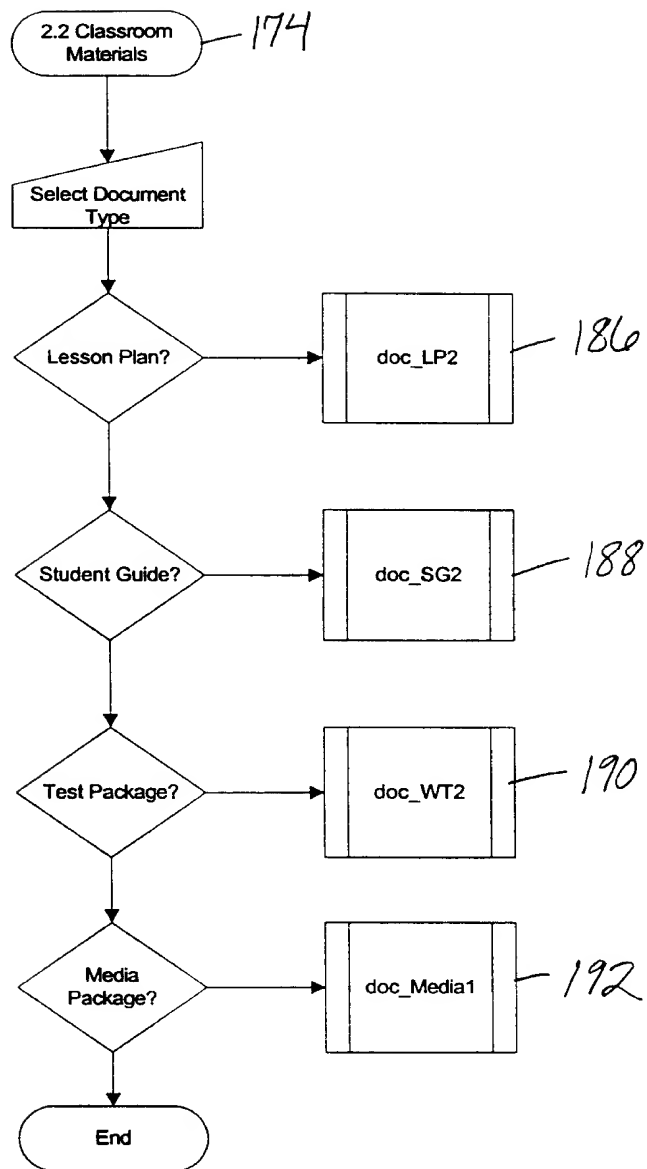 2.2 Classroom
Materials
174
Select Document
Type
Lesson Plan?
doc_LP2
186
Student Guide?
doc_SG2
188
Test Package?
doc_WT2
190
Media
Package?
doc_Media1
192
End